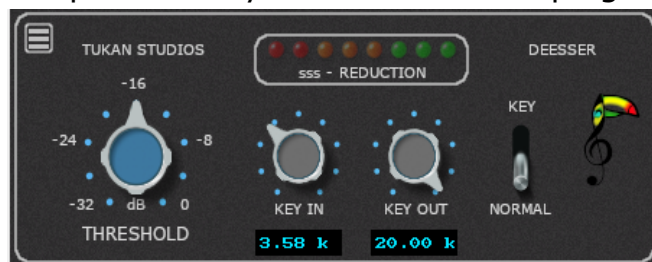 TUKAN STUDIOS
DEESSER
sss - REDUCTION
-16
-24
-8
-32
dB
0
THRESHOLD
KEY IN
3.58 k
KEY OUT
20.00 k
KEY
NORMAL